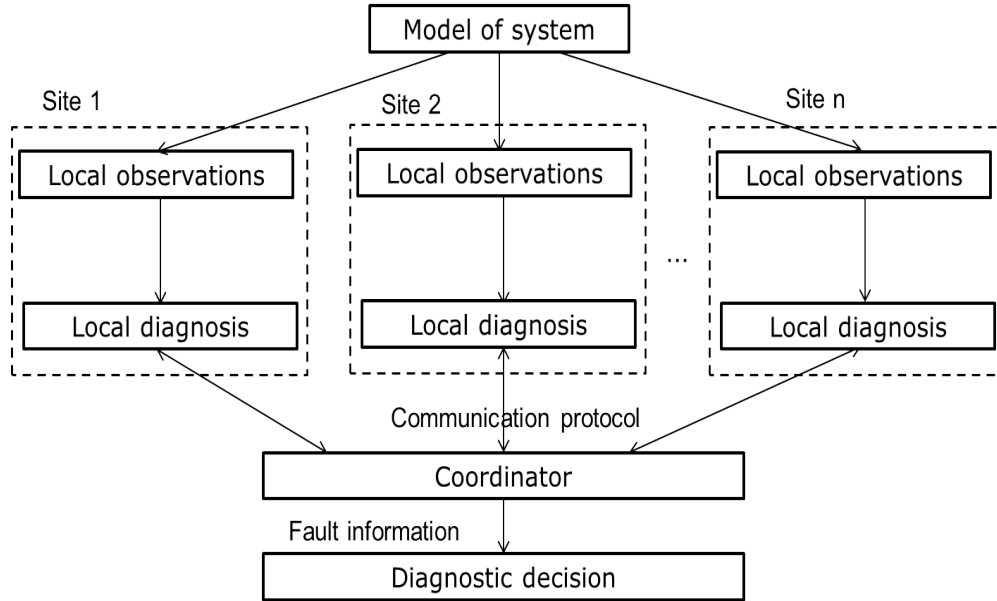 Model of system
Site 1
Site 2
Site n
Local observations
Local observations
Local observations
...
Local diagnosis
Local diagnosis
Local diagnosis
Communication protocol
Coordinator
Fault information
Diagnostic decision